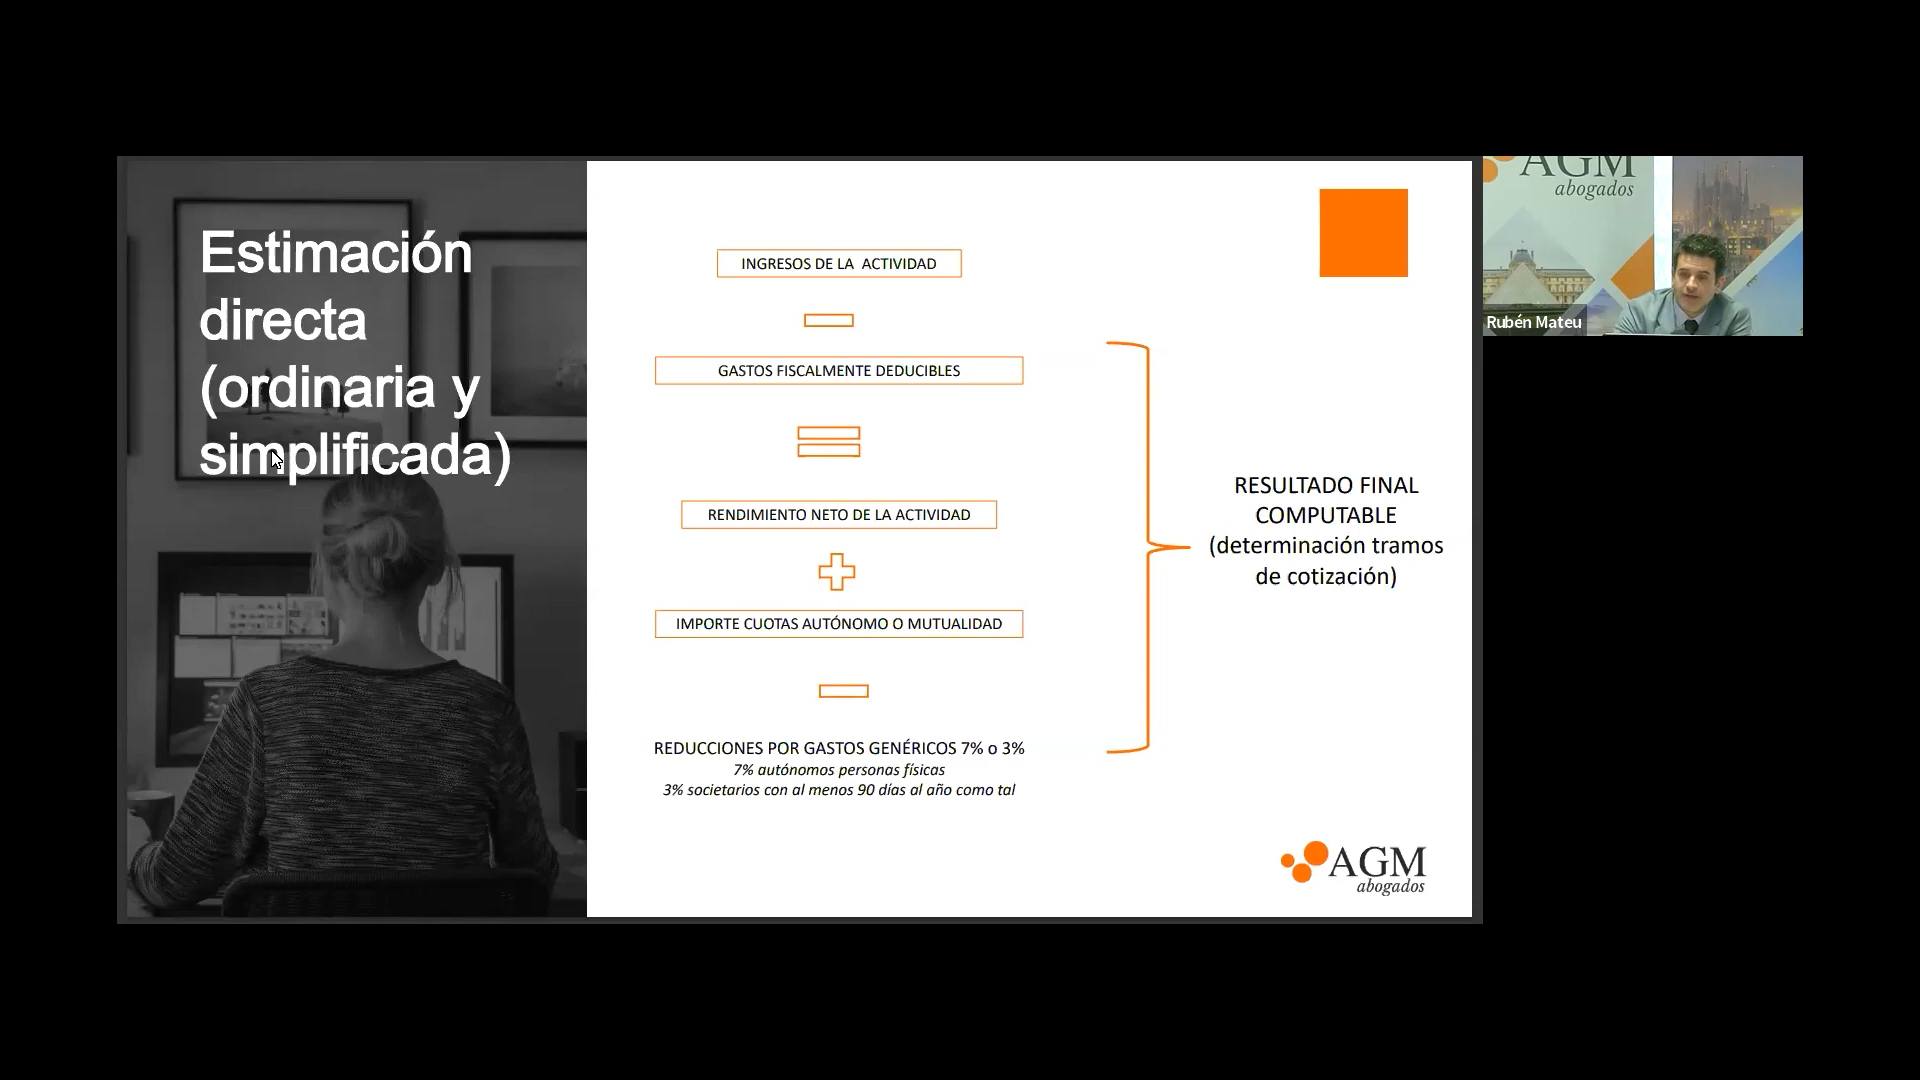 Estimación
directa
(ordinaria y
simplificada)
INGRESOS DE LA ACTIVIDAD
GASTOS FISCALMENTE DEDUCIBLES
RENDIMIENTO NETO DE LA ACTIVIDAD
IMPORTE CUOTAS AUTÓNOMO O MUTUALIDAD
REDUCCIONES POR GASTOS GENÉRICOS 7% o 3%
7% autónomos personas físicas
3% societarios con al menos 90 días al año como tal
RESULTADO FINAL
COMPUTABLE
(determinación tramos
de cotización)
AGM
abogados
AGM
abogados
Rubén Mateu